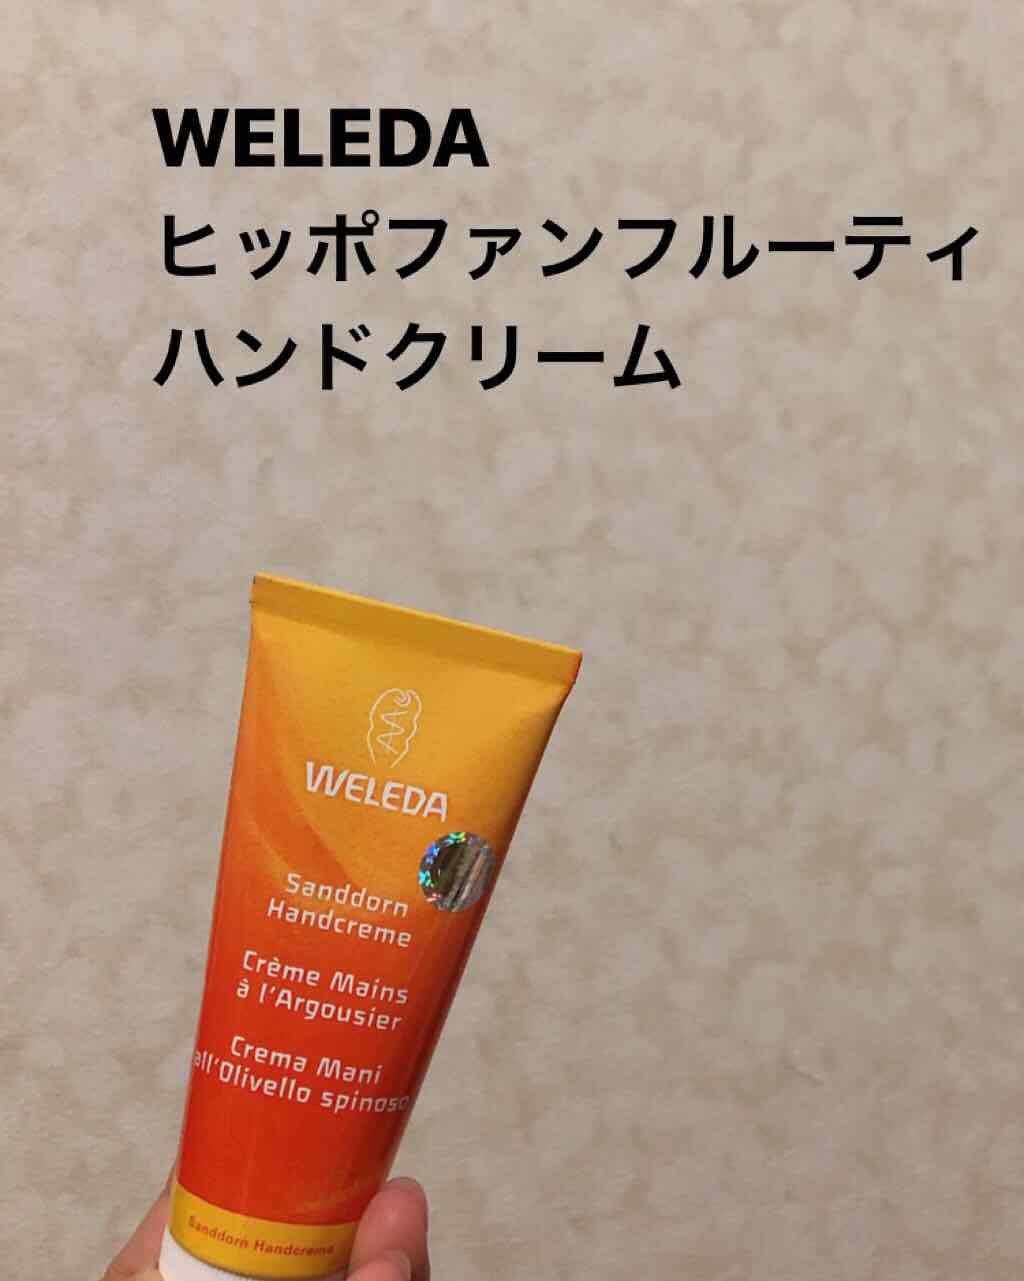 WELEDA
ヒッポファンフルーティ
ハンドクリーム
WELEDA
Sanddorn
Handcreme
Crème Mains
à l'Argousier
Crema Mani
all'Olivello spinoso
Sanddorn Handcreme